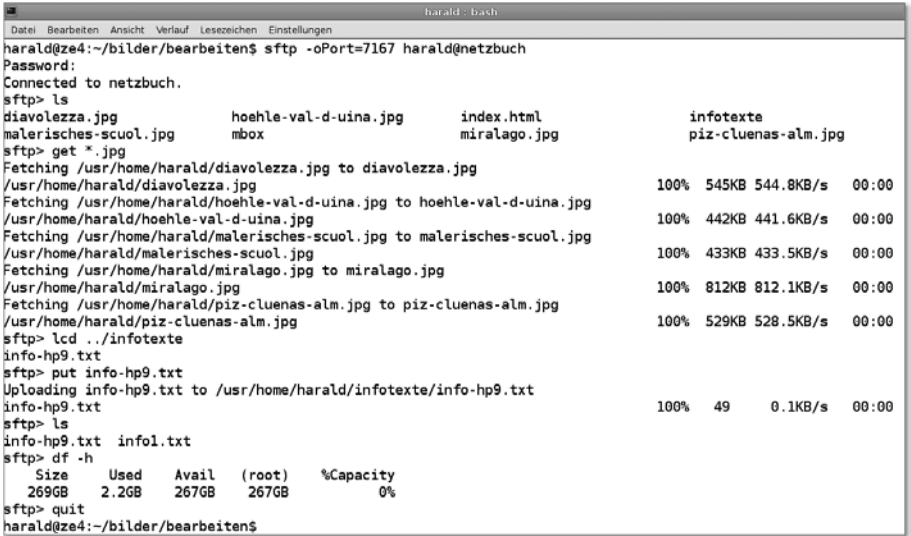 harald : bash
Datei Bearbeiten Ansicht Verlauf Lesezeichen Einstellungen
harald@ze4:~/bilder/bearbeiten$ sftp -oPort=7167 harald@netzbuch
Password:
Connected to netzbuch.
sftp> ls
diavolezza.jpg hoehle-val-d-uina.jpg index.html infotexte
malerisches-scuol.jpg mbox miralago.jpg piz-cluenas-alm.jpg
sftp> get *.jpg
Fetching /usr/home/harald/diavolezza.jpg to diavolezza.jpg
/usr/home/harald/diavolezza.jpg 100% 545KB 544.8KB/s 00:00
Fetching /usr/home/harald/hoehle-val-d-uina.jpg to hoehle-val-d-uina.jpg
/usr/home/harald/hoehle-val-d-uina.jpg 100% 442KB 441.6KB/s 00:00
Fetching /usr/home/harald/malerisches-scuol.jpg to malerisches-scuol.jpg
/usr/home/harald/malerisches-scuol.jpg 100% 433KB 433.5KB/s 00:00
Fetching /usr/home/harald/miralago.jpg to miralago.jpg
/usr/home/harald/miralago.jpg 100% 812KB 812.1KB/s 00:00
Fetching /usr/home/harald/piz-cluenas-alm.jpg to piz-cluenas-alm.jpg
/usr/home/harald/piz-cluenas-alm.jpg 100% 529KB 528.5KB/s 00:00
sftp> lcd ../infotexte
info-hp9.txt
sftp> put info-hp9.txt
Uploading info-hp9.txt to /usr/home/harald/infotexte/info-hp9.txt
info-hp9.txt 100% 49 0.1KB/s 00:00
sftp> ls
info-hp9.txt info1.txt
sftp> df -h
Size Used Avail (root) %Capacity
269GB 2.2GB 267GB 267GB 0%
sftp> quit
harald@ze4:~/bilder/bearbeiten$